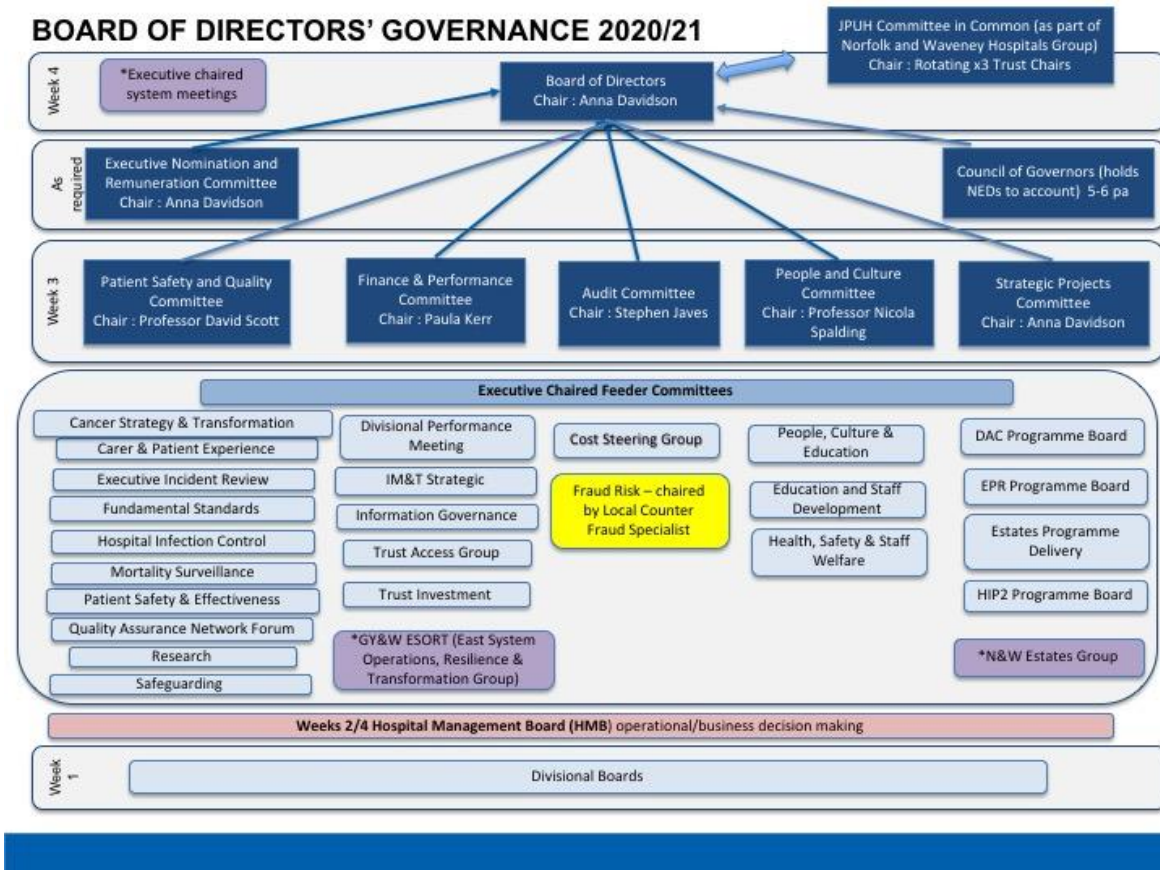 BOARD OF DIRECTORS' GOVERNANCE 2020/21
JPUH Committee in Common (as part of
Norfolk and Waveney Hospitals Group)
Chair : Rotating x3 Trust Chairs
Week 4
*Executive chaired
system meetings
Board of Directors
Chair : Anna Davidson
As
required
Executive Nomination and
Remuneration Committee
Chair : Anna Davidson
Council of Governors (holds
NEDs to account) 5-6 pa
Week 3
Patient Safety and Quality
Committee
Chair : Professor David Scott
Finance & Performance
Committee
Chair : Paula Kerr
Audit Committee
Chair : Stephen Javes
People and Culture
Committee
Chair : Professor Nicola
Spalding
Strategic Projects
Committee
Chair : Anna Davidson
Executive Chaired Feeder Committees
Cancer Strategy & Transformation
Carer & Patient Experience
Executive Incident Review
Fundamental Standards
Hospital Infection Control
Mortality Surveillance
Patient Safety & Effectiveness
Quality Assurance Network Forum
Research
Safeguarding
Divisional Performance
Meeting
IM&T Strategic
Information Governance
Trust Access Group
Trust Investment
*GY&W ESORT (East System
Operations, Resilience &
Transformation Group)
Cost Steering Group
Fraud Risk – chaired
by Local Counter
Fraud Specialist
People, Culture &
Education
Education and Staff
Development
Health, Safety & Staff
Welfare
DAC Programme Board
EPR Programme Board
Estates Programme
Delivery
HIP2 Programme Board
*N&W Estates Group
Weeks 2/4 Hospital Management Board (HMB) operational/business decision making
Week
1
Divisional Boards